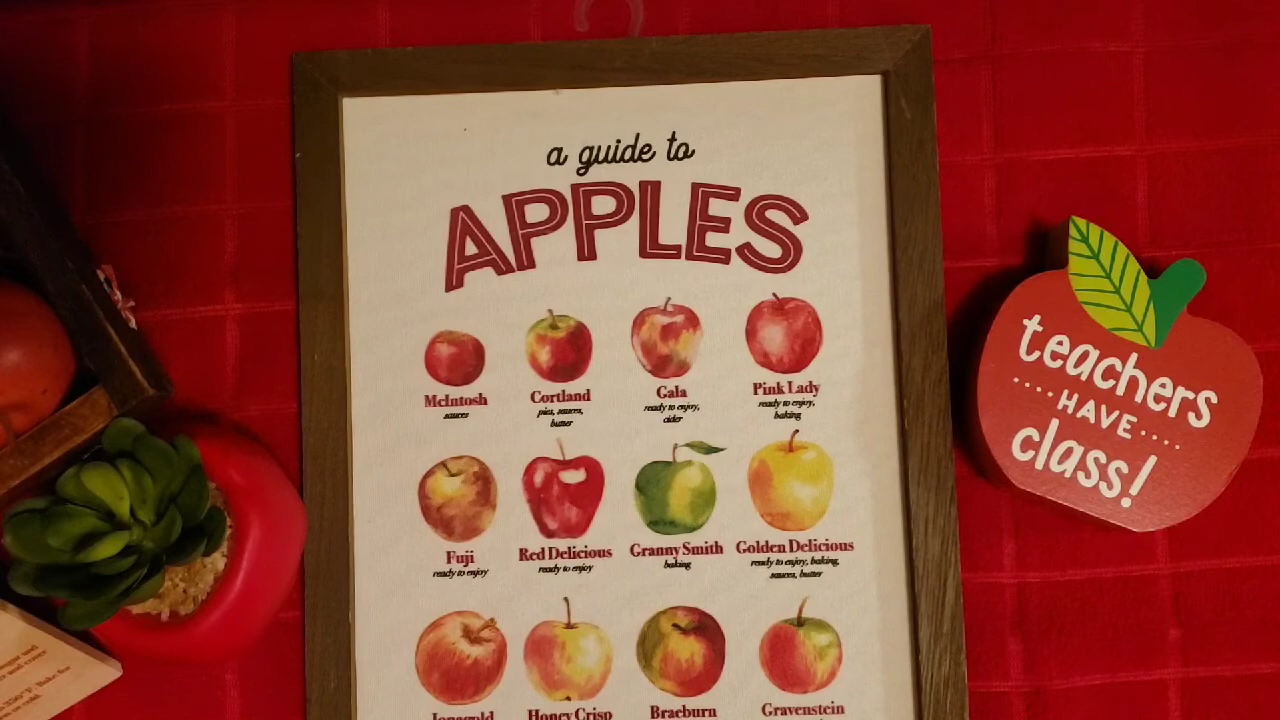 a guide to
APPLES
McIntosh
sauces
Cortland
pies, sauces,
butter
Gala
ready to enjoy,
cider
Pink Lady
ready to enjoy,
baking
Fuji
ready to enjoy
Red Delicious
ready to enjoy
Granny Smith
baking
Golden Delicious
ready to enjoy, baking,
sauces, butter
Jonagold
Honey Crisp
Braeburn
Gravenstein
teachers
HAVE
class!